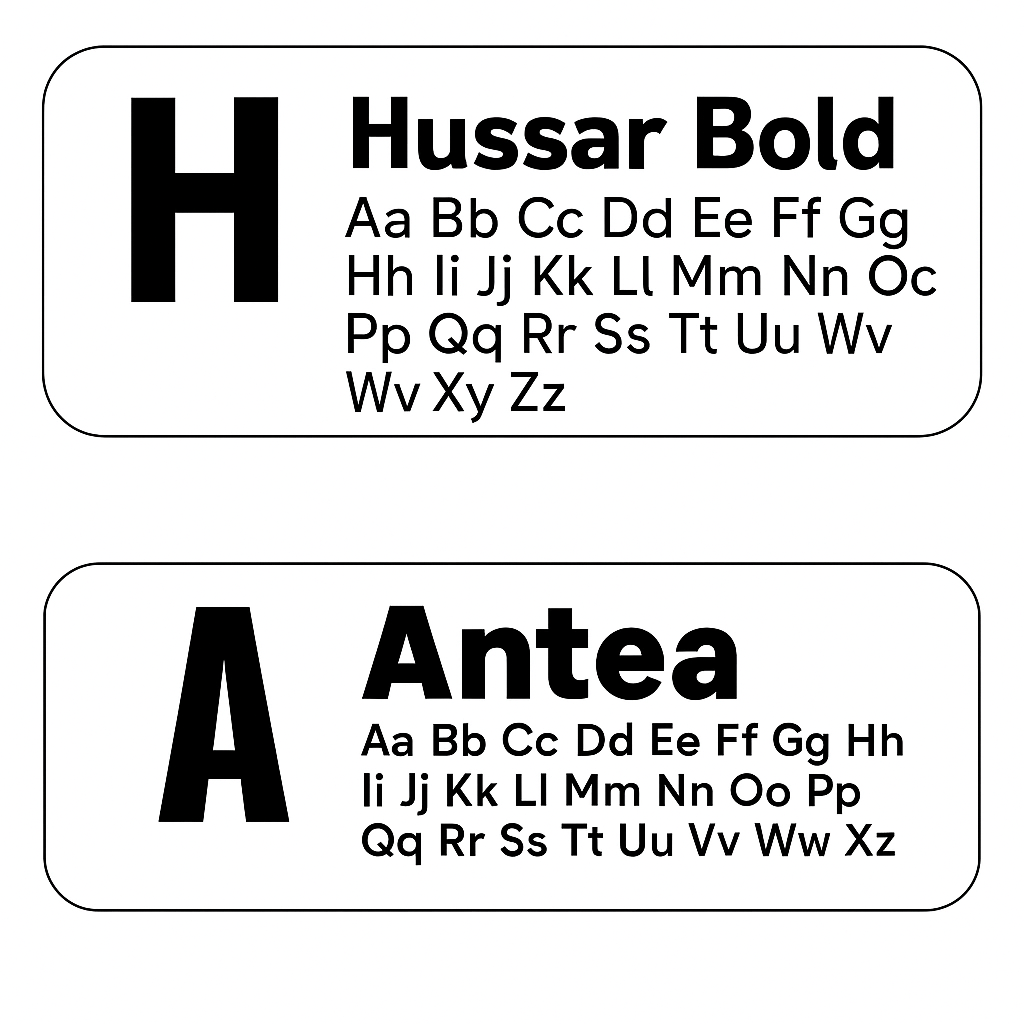 H
Hussar Bold
Aa Bb Cc Dd Ee Ff Gg
Hh Ii Jj Kk Ll Mm Nn Oc
Pp Qq Rr Ss Tt Uu Wv
Wv Xy Zz
A
Antea
Aa Bb Cc Dd Ee Ff Gg Hh
Ii Jj Kk Ll Mm Nn Oo Pp
Qq Rr Ss Tt Uu Vv Ww Xz